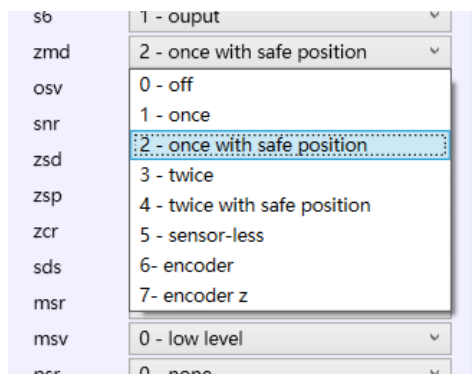 s6 1 - ouput
zmd 2 - once with safe position
osv 0 - off
snr 1 - once
2 - once with safe position
zsd 3 - twice
zsp 4 - twice with safe position
zcr 5 - sensor-less
sds 6- encoder
msr 7- encoder z
msv 0 - low level
psr 0 - none